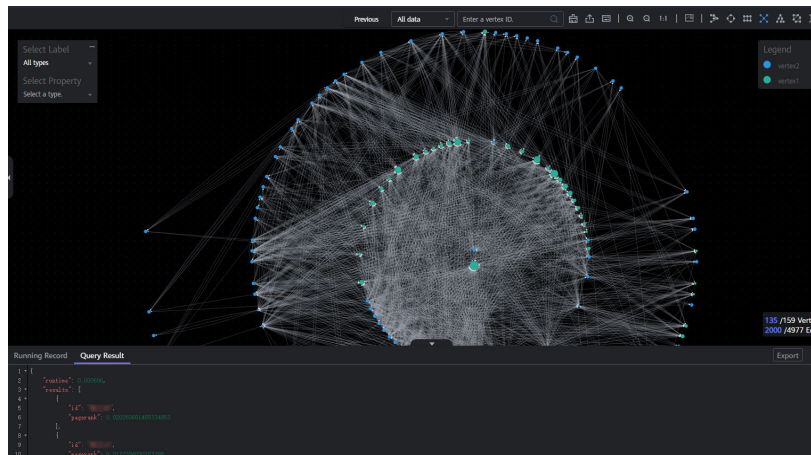 Previous
All data
Enter a vertex ID.
1:1
Select Label
All types
Select Property
Select a type.
Legend
vertex2
vertex1
135 /159 Vert
2000 /4977 E
Running Record
Query Result
Export
1 {
2 "runtime":
3 "results": [
4 {
5 "id":
6 "pagerank":
7 },
8 {
9 "id":
10 "pagerank":